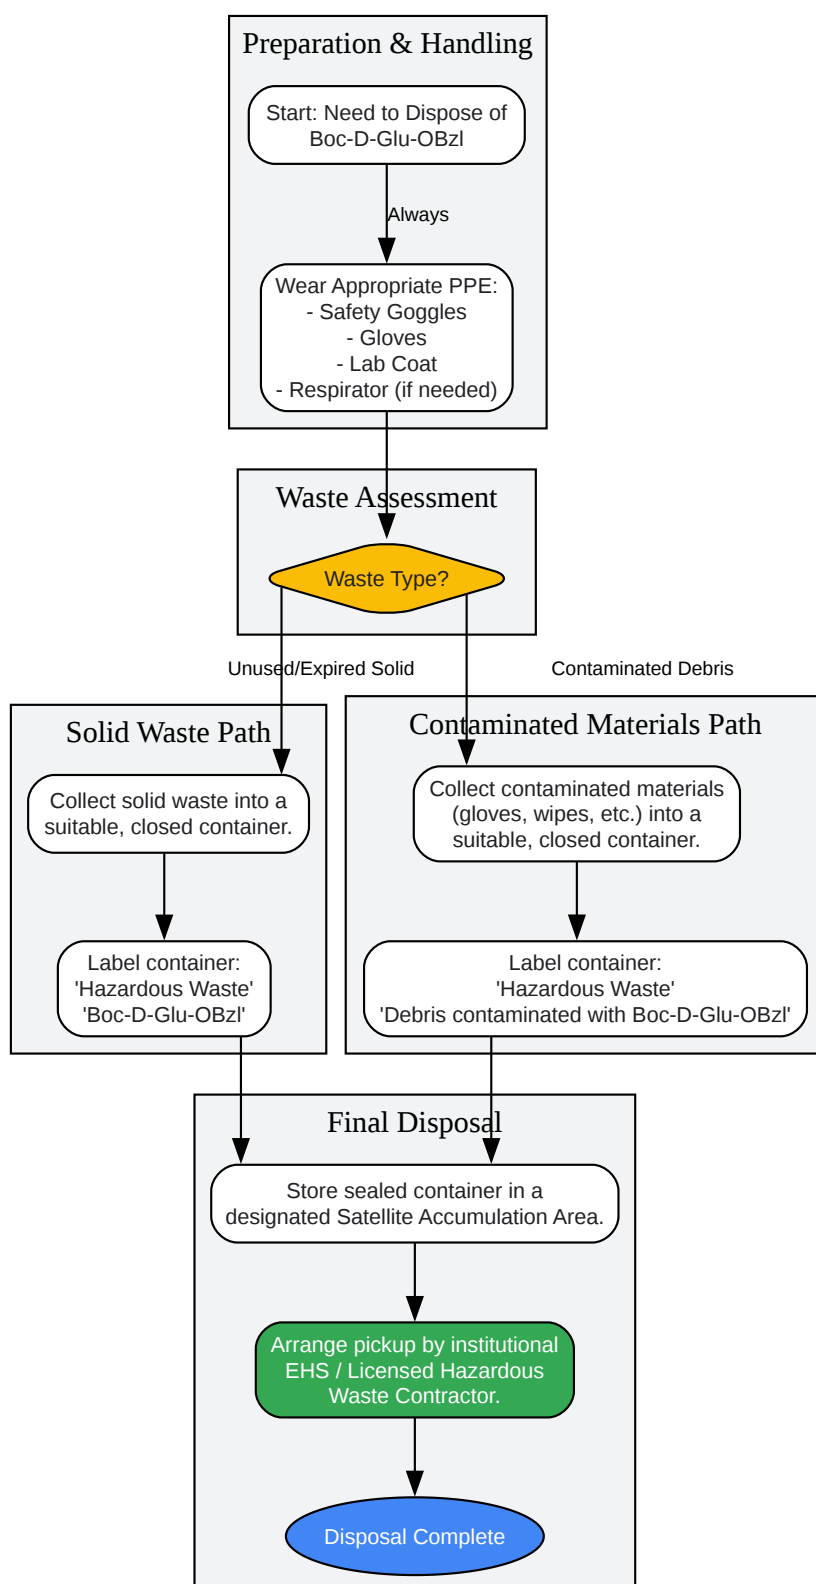 Preparation & Handling
Start: Need to Dispose of
Boc-D-Glu-OBzl
Always
Wear Appropriate PPE:
- Safety Goggles
- Gloves
- Lab Coat
- Respirator (if needed)
Waste Assessment
Waste Type?
Unused/Expired Solid
Contaminated Debris
Solid Waste Path
Collect solid waste into a
suitable, closed container.
Label container:
'Hazardous Waste'
'Boc-D-Glu-OBzl'
Contaminated Materials Path
Collect contaminated materials
(gloves, wipes, etc.) into a
suitable, closed container.
Label container:
'Hazardous Waste'
'Debris contaminated with Boc-D-Glu-OBzl'
Final Disposal
Store sealed container in a
designated Satellite Accumulation Area.
Arrange pickup by institutional
EHS / Licensed Hazardous
Waste Contractor.
Disposal Complete